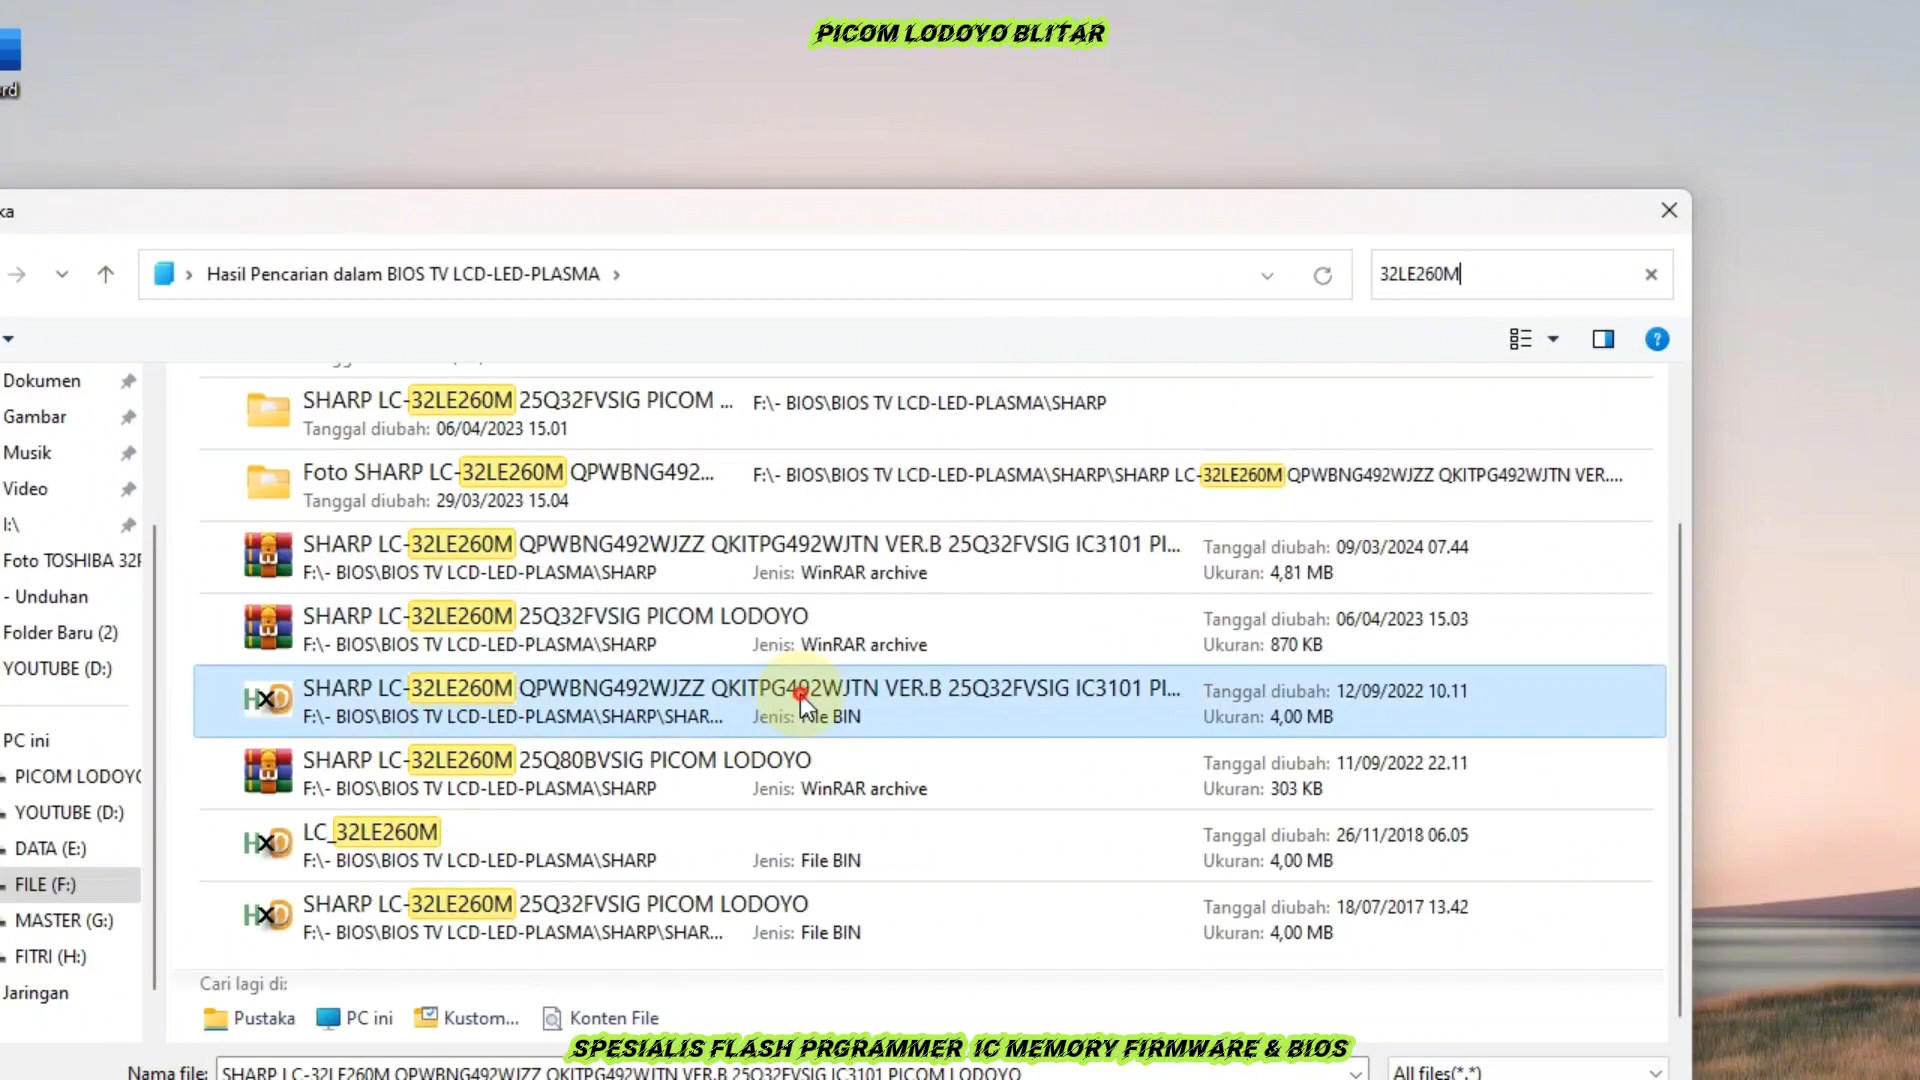 PICOM LODOYO BLITAR
rd
ka
Hasil Pencarian dalam BIOS TV LCD-LED-PLASMA
32LE260M
Dokumen
Gambar
Musik
Video
I:\
Foto TOSHIBA 32P
- Unduhan
Folder Baru (2)
YOUTUBE (D:)
PC ini
PICOM LODOYO
YOUTUBE (D:)
DATA (E:)
FILE (F:)
MASTER (G:)
FITRI (H:)
Jaringan
SHARP LC-32LE260M 25Q32FVSIG PICOM ... F:\- BIOS\BIOS TV LCD-LED-PLASMA\SHARP
Tanggal diubah: 06/04/2023 15.01
Foto SHARP LC-32LE260M QPWBNG492... F:\- BIOS\BIOS TV LCD-LED-PLASMA\SHARP\SHARP LC-32LE260M QPWBNG492WJZZ QKITPG492WJTN VER....
Tanggal diubah: 29/03/2023 15.04
SHARP LC-32LE260M QPWBNG492WJZZ QKITPG492WJTN VER.B 25Q32FVSIG IC3101 PI... Tanggal diubah: 09/03/2024 07.44
F:\- BIOS\BIOS TV LCD-LED-PLASMA\SHARP Jenis: WinRAR archive Ukuran: 4,81 MB
SHARP LC-32LE260M 25Q32FVSIG PICOM LODOYO Tanggal diubah: 06/04/2023 15.03
F:\- BIOS\BIOS TV LCD-LED-PLASMA\SHARP Jenis: WinRAR archive Ukuran: 870 KB
HxD SHARP LC-32LE260M QPWBNG492WJZZ QKITPG492WJTN VER.B 25Q32FVSIG IC3101 PI... Tanggal diubah: 12/09/2022 10.11
F:\- BIOS\BIOS TV LCD-LED-PLASMA\SHAR... Jenis: File BIN Ukuran: 4,00 MB
SHARP LC-32LE260M 25Q80BVSIG PICOM LODOYO Tanggal diubah: 11/09/2022 22.11
F:\- BIOS\BIOS TV LCD-LED-PLASMA\SHARP Jenis: WinRAR archive Ukuran: 303 KB
HxD LC_32LE260M Tanggal diubah: 26/11/2018 06.05
F:\- BIOS\BIOS TV LCD-LED-PLASMA\SHARP Jenis: File BIN Ukuran: 4,00 MB
HxD SHARP LC-32LE260M 25Q32FVSIG PICOM LODOYO Tanggal diubah: 18/07/2017 13.42
F:\- BIOS\BIOS TV LCD-LED-PLASMA\SHAR... Jenis: File BIN Ukuran: 4,00 MB
Cari lagi di:
Pustaka PC ini Kustom... Konten File
SPESIALIS FLASH PRGRAMMER IC MEMORY FIRMWARE & BIOS
Nama file: SHARP LC-32LE260M QPWBNG492WJZZ QKITPG492WJTN VER.B 25Q32FVSIG IC3101 PICOM LODOYO All files(*.*)